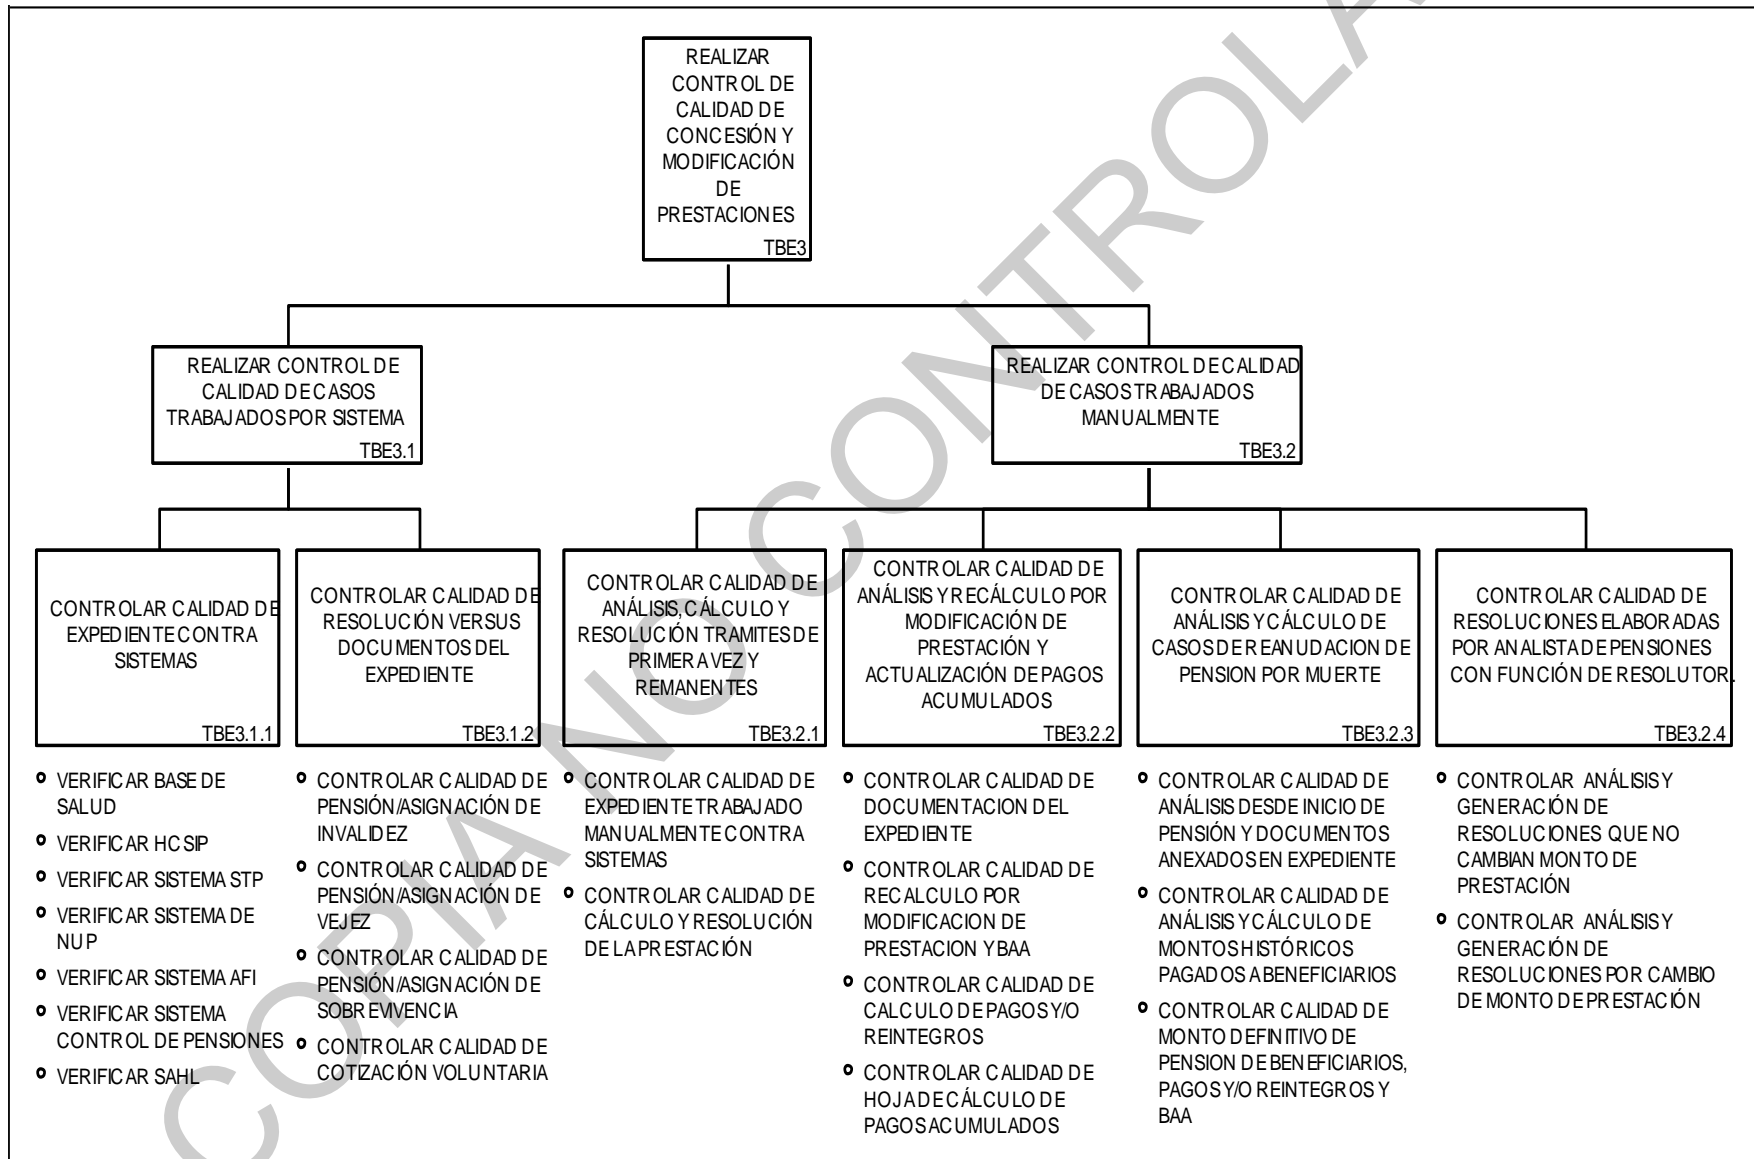 REALIZAR
CONTROL DE
CALIDAD DE
CONCESIÓN Y
MODIFICACIÓN
DE
PRESTACIONES
TBE3
REALIZAR CONTROL DE
CALIDAD DE CASOS
TRABAJADOS POR SISTEMA
TBE3.1
REALIZAR CONTROL DE CALIDAD
DE CASOS TRABAJADOS
MANUALMENTE
TBE3.2
CONTROLAR CALIDAD DE
EXPEDIENTE CONTRA
SISTEMAS
TBE3.1.1
CONTROLAR CALIDAD DE
RESOLUCIÓN VERSUS
DOCUMENTOS DEL
EXPEDIENTE
TBE3.1.2
CONTROLAR CALIDAD DE
ANÁLISIS, CÁLCULO Y
RESOLUCIÓN TRAMITES DE
PRIMERA VEZ Y
REMANENTES
TBE3.2.1
CONTROLAR CALIDAD DE
ANÁLISIS Y RECÁLCULO POR
MODIFICACIÓN DE
PRESTACIÓN Y
ACTUALIZACIÓN DE PAGOS
ACUMULADOS
TBE3.2.2
CONTROLAR CALIDAD DE
ANÁLISIS Y CÁLCULO DE
CASOS DE REANUDACION DE
PENSION POR MUERTE
TBE3.2.3
CONTROLAR CALIDAD DE
RESOLUCIONES ELABORADAS
POR ANALISTA DE PENSIONES
CON FUNCIÓN DE RESOLUTOR.
TBE3.2.4
VERIFICAR BASE DE
SALUD
VERIFICAR HCSIP
VERIFICAR SISTEMA STP
VERIFICAR SISTEMA DE
NUP
VERIFICAR SISTEMA AFI
VERIFICAR SISTEMA
CONTROL DE PENSIONES
VERIFICAR SAHL
CONTROLAR CALIDAD DE
PENSIÓN/ASIGNACIÓN DE
INVALIDEZ
CONTROLAR CALIDAD DE
PENSIÓN/ASIGNACIÓN DE
VEJEZ
CONTROLAR CALIDAD DE
PENSIÓN/ASIGNACIÓN DE
SOBREVIVENCIA
CONTROLAR CALIDAD DE
COTIZACIÓN VOLUNTARIA
CONTROLAR CALIDAD DE
EXPEDIENTE TRABAJADO
MANUALMENTE CONTRA
SISTEMAS
CONTROLAR CALIDAD DE
CÁLCULO Y RESOLUCIÓN
DE LA PRESTACIÓN
CONTROLAR CALIDAD DE
DOCUMENTACION DEL
EXPEDIENTE
CONTROLAR CALIDAD DE
RECALCULO POR
MODIFICACION DE
PRESTACION Y BAA
CONTROLAR CALIDAD DE
CALCULO DE PAGOS Y/O
REINTEGROS
CONTROLAR CALIDAD DE
HOJA DE CÁLCULO DE
PAGOS ACUMULADOS
CONTROLAR CALIDAD DE
ANÁLISIS DESDE INICIO DE
PENSIÓN Y DOCUMENTOS
ANEXADOS EN EXPEDIENTE
CONTROLAR CALIDAD DE
ANÁLISIS Y CÁLCULO DE
MONTOS HISTÓRICOS
PAGADOS A BENEFICIARIOS
CONTROLAR CALIDAD DE
MONTO DEFINITIVO DE
PENSION DE BENEFICIARIOS,
PAGOS Y/O REINTEGROS Y
BAA
CONTROLAR ANÁLISIS Y
GENERACIÓN DE
RESOLUCIONES QUE NO
CAMBIAN MONTO DE
PRESTACIÓN
CONTROLAR ANÁLISIS Y
GENERACIÓN DE
RESOLUCIONES POR CAMBIO
DE MONTO DE PRESTACIÓN
COPIA NO CONTROLA